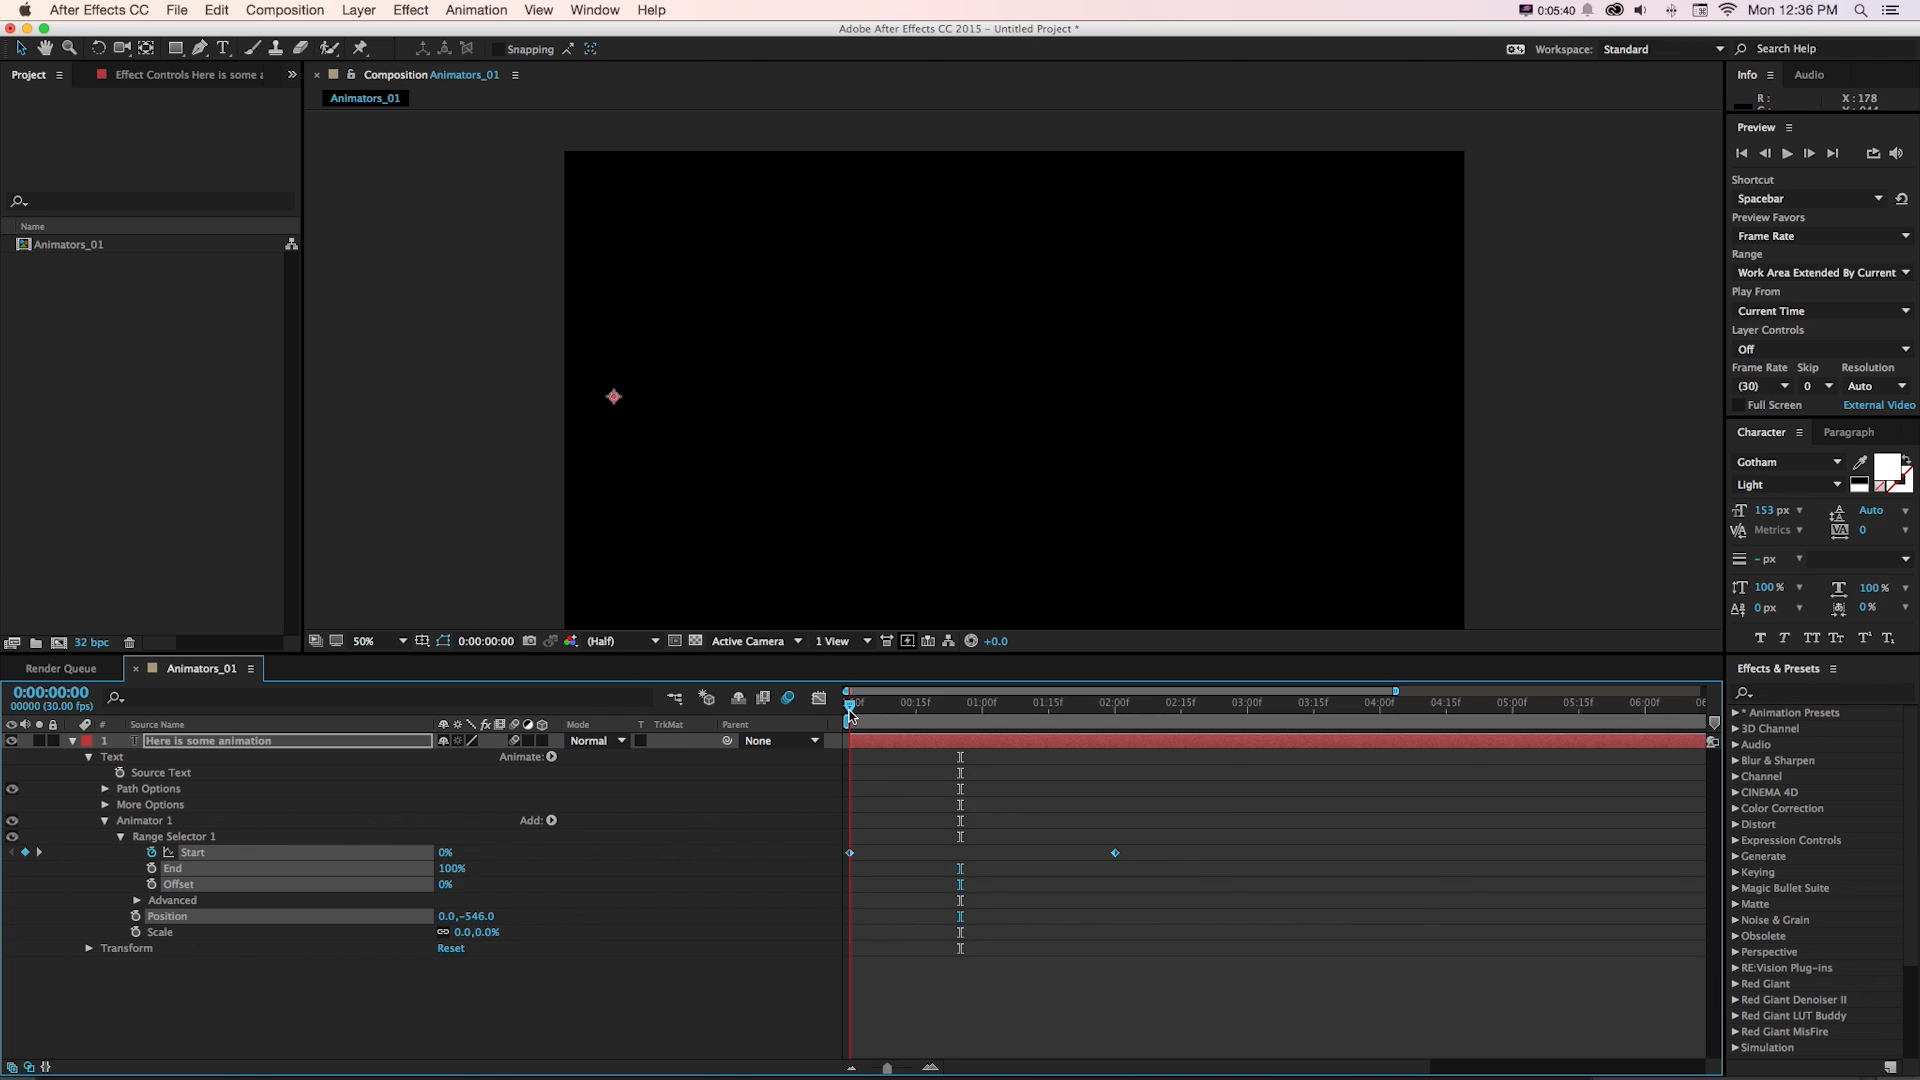 After Effects CC File Edit Composition Layer Effect Animation View Window Help 0:05:40 Mon 12:36 PM
Adobe After Effects CC 2015 - Untitled Project *
Snapping Workspace: Standard Search Help
Project Effect Controls Here is some a Composition Animators_01 Info Audio
Animators_01 R: X:178
Preview
Shortcut
Spacebar
Preview Favors
Name Frame Rate
Animators_01
Range
Work Area Extended By Current
Play From
Current Time
Layer Controls
Off
Frame Rate Skip Resolution
(30) 0 Auto
Full Screen External Video
Character Paragraph
Gotham
Light
153 px Auto
Metrics 0
- px
100% 100%
0 px 0%
T T TT Tr T¹ T₁
32 bpc 50% 0:00:00:00 (Half) Active Camera 1 View +0.0
Render Queue Animators_01 Effects & Presets
0:00:00:00
00000 (30.00 fps) 00:15f 01:00f 01:15f 02:00f 02:15f 03:00f 03:15f 04:00f 04:15f 05:00f 05:15f 06:00f
# Source Name Mode T TrkMat Parent
1 T Here is some animation Normal None
Text Animate:
Source Text
Path Options
More Options
Animator 1 Add:
Range Selector 1
Start 0%
End 100%
Offset 0%
Advanced
Position 0.0,-546.0
Scale 0.0,0.0%
Transform Reset
* Animation Presets
3D Channel
Audio
Blur & Sharpen
Channel
CINEMA 4D
Color Correction
Distort
Expression Controls
Generate
Keying
Magic Bullet Suite
Matte
Noise & Grain
Obsolete
Perspective
RE:Vision Plug-ins
Red Giant
Red Giant Denoiser II
Red Giant LUT Buddy
Red Giant MisFire
Simulation